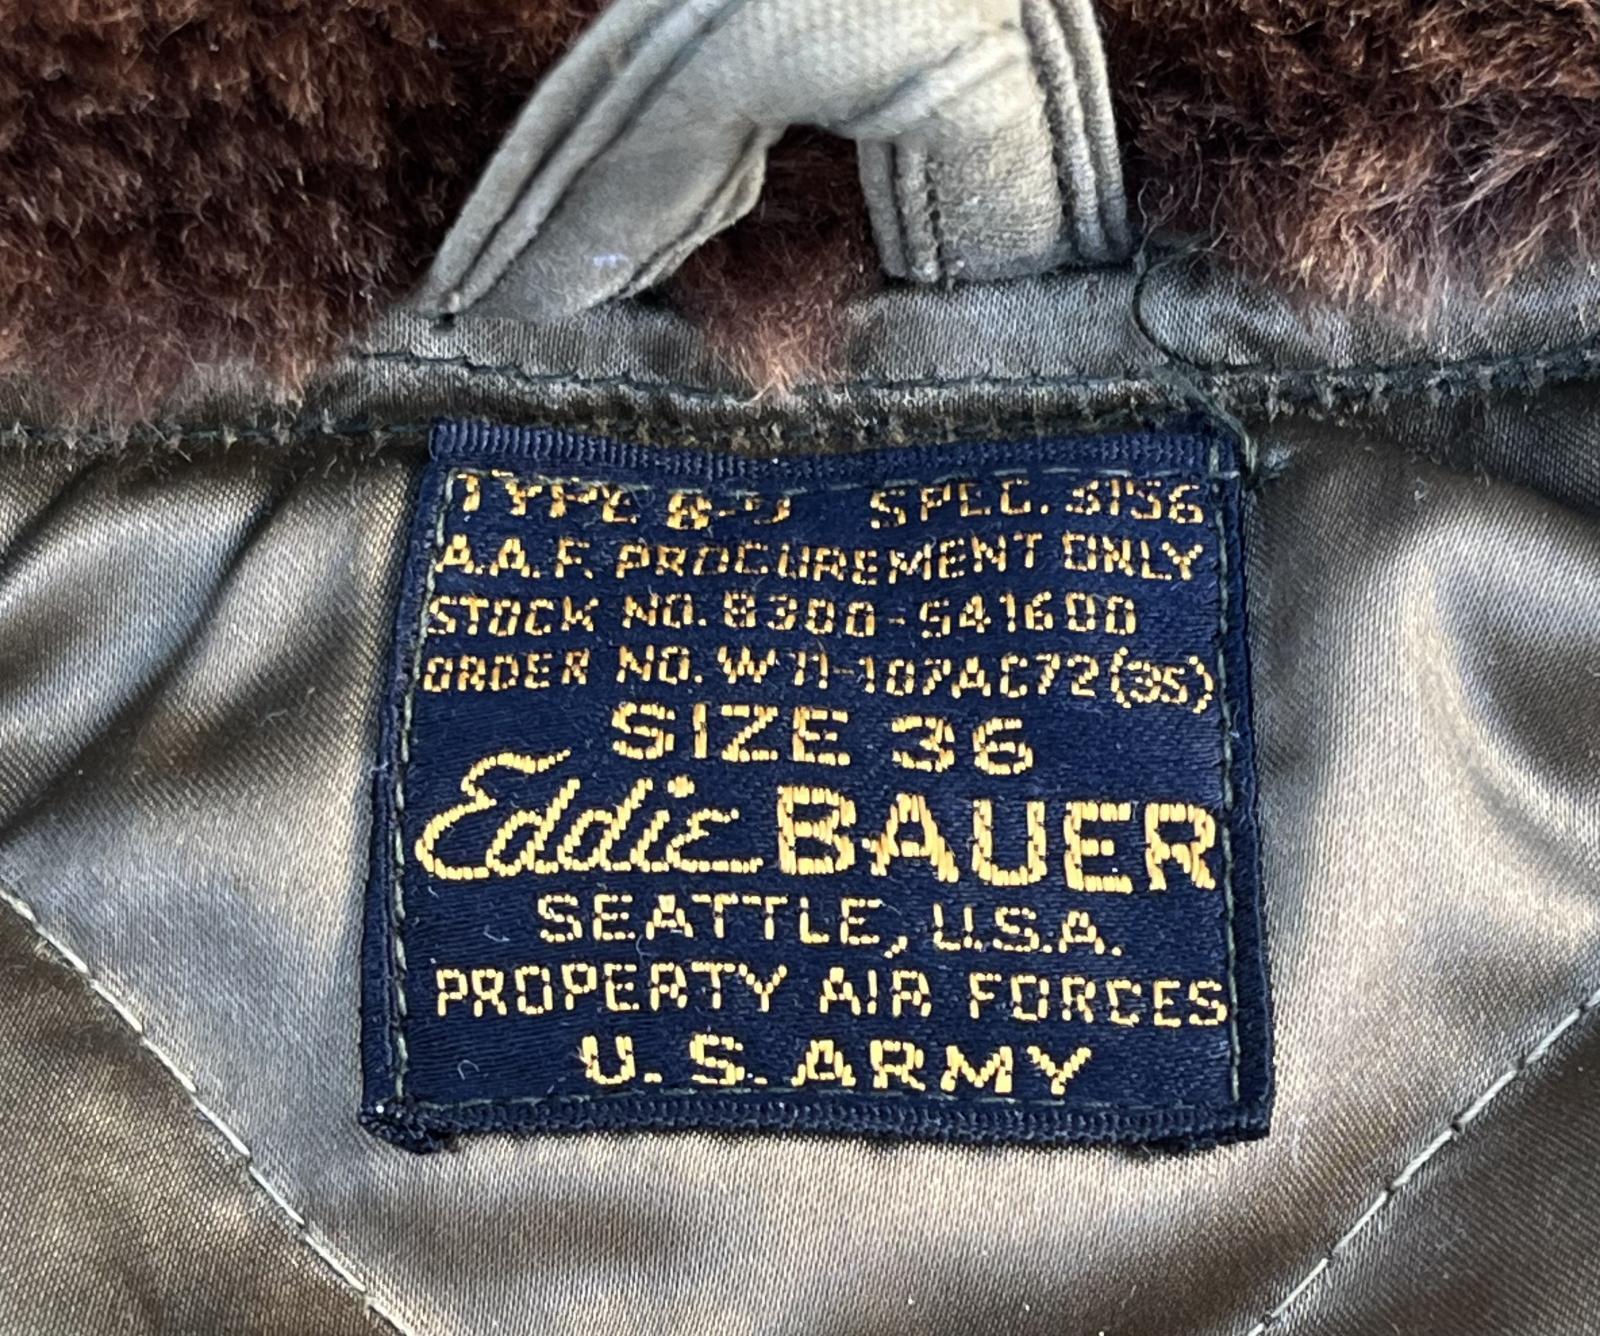 TYPE B-9 SPEC. 3156
A.A.F. PROCUREMENT ONLY
STOCK NO. 8300-541600
ORDER NO. W11-107AC72(35)
SIZE 36
Eddie BAUER
SEATTLE, U.S.A.
PROPERTY AIR FORCES
U.S. ARMY